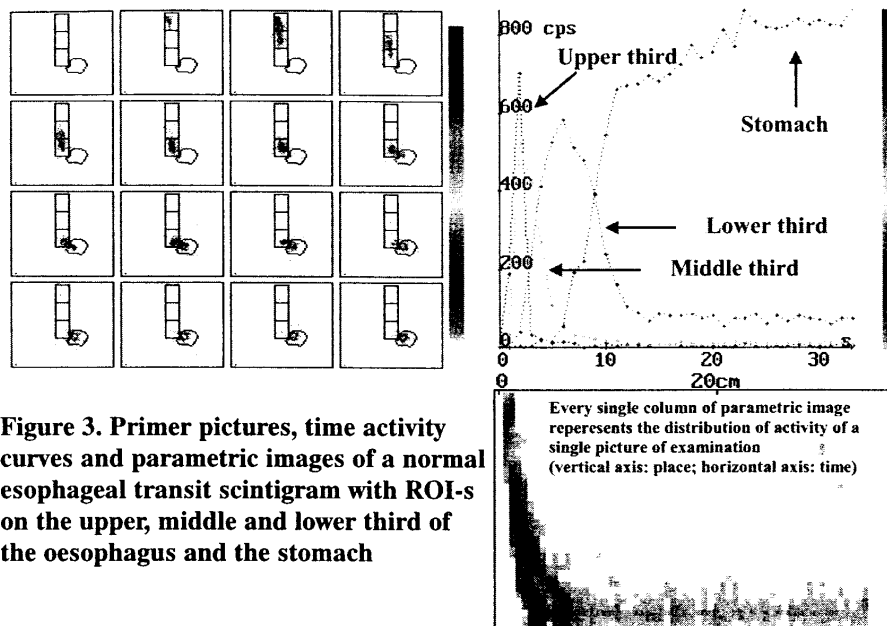 800 cps
Upper third
600
Stomach
400
Lower third
200
Middle third
0
s
0 10 20 30
0 20cm
Every single column of parametric image
reperesents the distribution of activity of a
single picture of examination
(vertical axis: place; horizontal axis: time)
Figure 3. Primer pictures, time activity
curves and parametric images of a normal
esophageal transit scintigram with ROI-s
on the upper, middle and lower third of
the oesophagus and the stomach